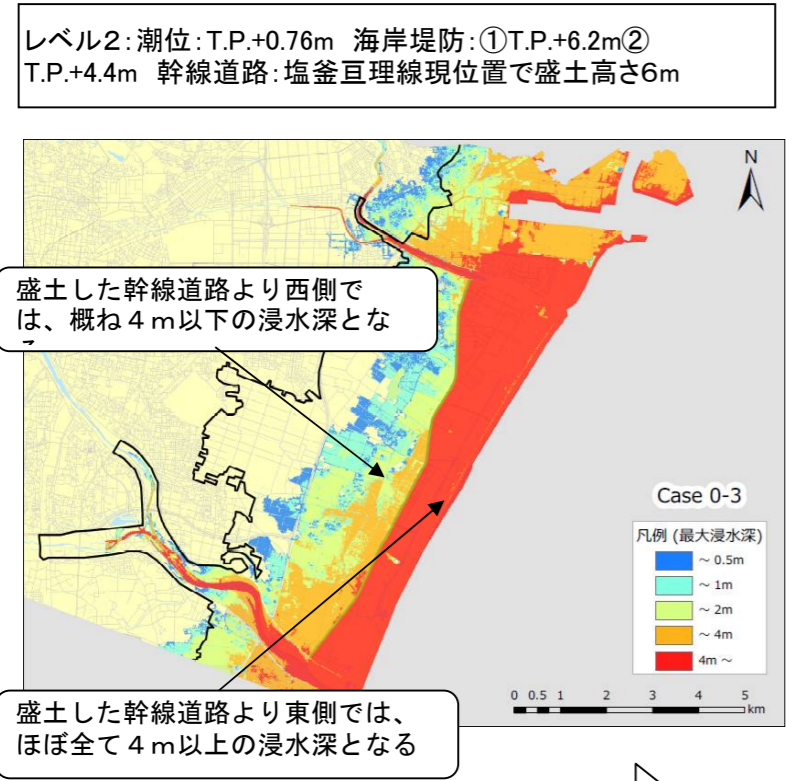 レベル2:潮位:T.P.+0.76m 海岸堤防:①T.P.+6.2m②
T.P.+4.4m 幹線道路:塩釜亘理線現位置で盛土高さ6m
N
盛土した幹線道路より西側で
は、概ね4m以下の浸水深とな
Case 0-3
凡例 (最大浸水深)
～ 0.5m
～ 1m
～ 2m
～ 4m
4m ～
0 0.5 1 2 3 4 5
km
盛土した幹線道路より東側では、
ほぼ全て4m以上の浸水深となる